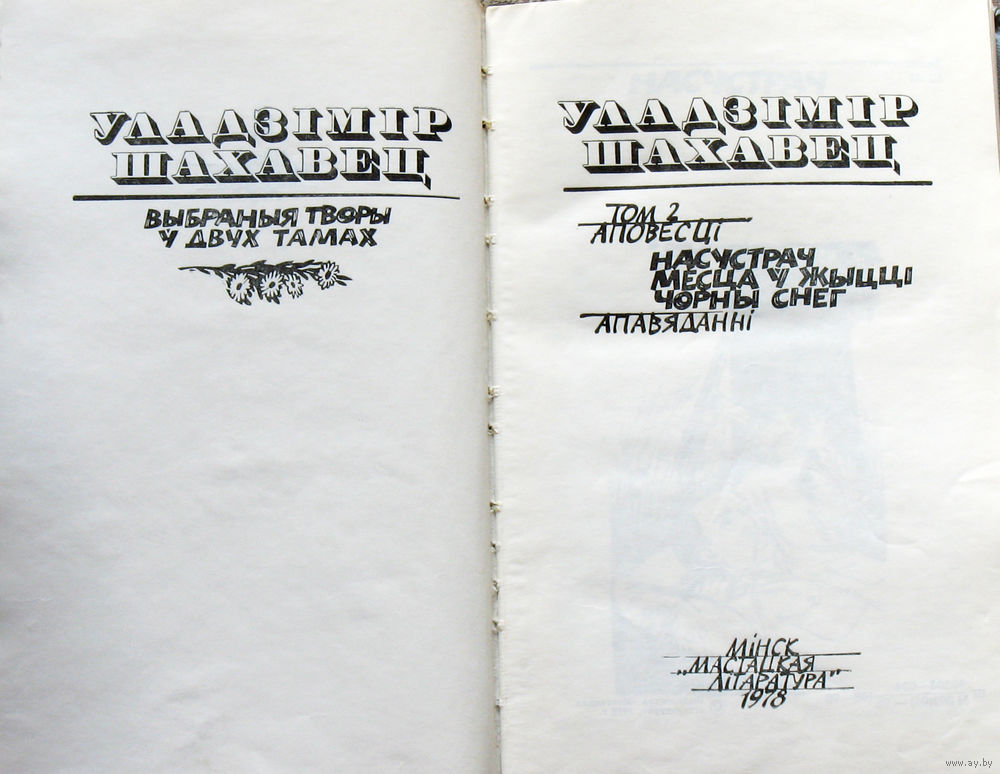 УЛАДЗІМІР
ШАХАВЕЦ
ВЫБРАНЫЯ ТВОРЫ
У ДВУХ ТАМАХ
УЛАДЗІМІР
ШАХАВЕЦ
ТОМ 2
АПОВЕСЦІ
НАСУСТРАЧ
МЕСЦА У ЖЫЦЦІ
ЧОРНЫ СНЕГ
АПАВЯДАННІ
МІНСК
„МАСТАЦКАЯ
ЛІТАРАТУРА“
1978
www.ay.by